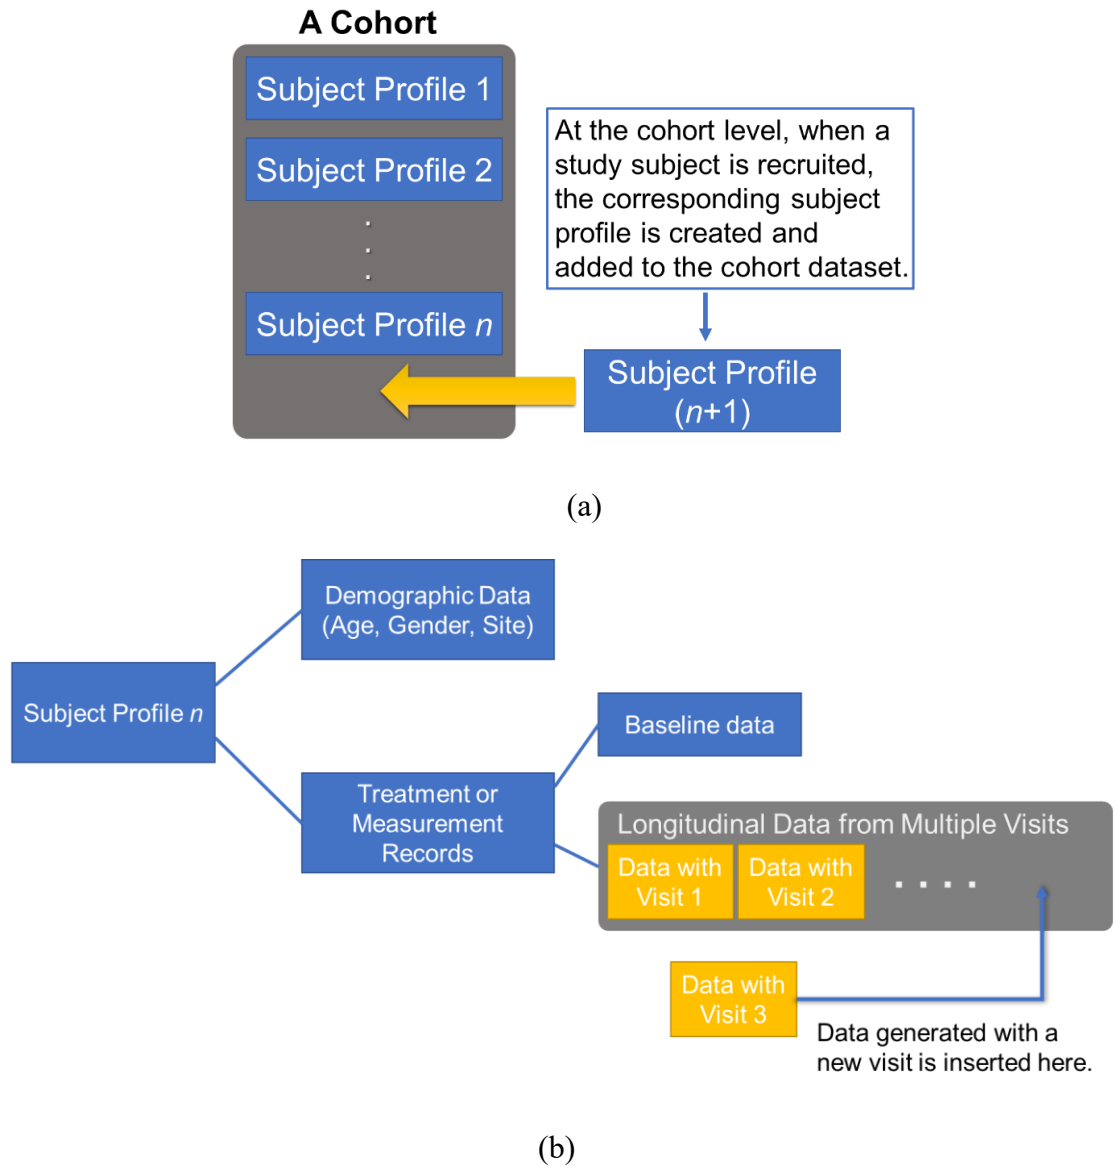 A Cohort
Subject Profile 1
Subject Profile 2
.
.
.
Subject Profile n
At the cohort level, when a
study subject is recruited,
the corresponding subject
profile is created and
added to the cohort dataset.
Subject Profile
(n+1)
(a)
Demographic Data
(Age, Gender, Site)
Subject Profile n
Baseline data
Treatment or
Measurement
Records
Longitudinal Data from Multiple Visits
Data with
Visit 1
Data with
Visit 2
. . . .
Data with
Visit 3
Data generated with a
new visit is inserted here.
(b)